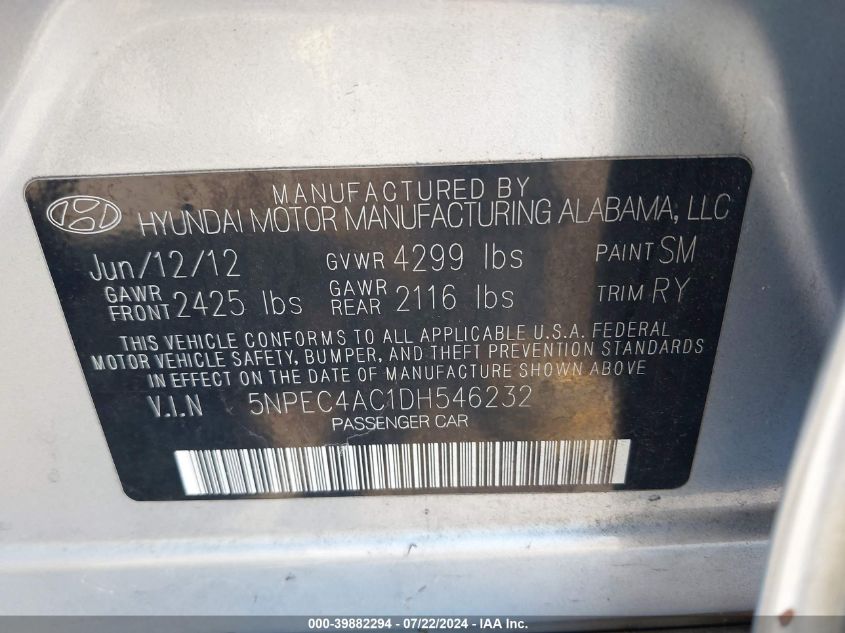 MANUFACTURED BY
HYUNDAI MOTOR MANUFACTURING ALABAMA, LLC
Jun/12/12 GVWR 4299 lbs PAINT SM
GAWR FRONT 2425 lbs GAWR REAR 2116 lbs TRIM RY
THIS VEHICLE CONFORMS TO ALL APPLICABLE U.S.A. FEDERAL
MOTOR VEHICLE SAFETY, BUMPER, AND THEFT PREVENTION STANDARDS
IN EFFECT ON THE DATE OF MANUFACTURE SHOWN ABOVE
V.I.N 5NPEC4AC1DH546232
PASSENGER CAR
000-39882294 - 07/22/2024 - IAA Inc.